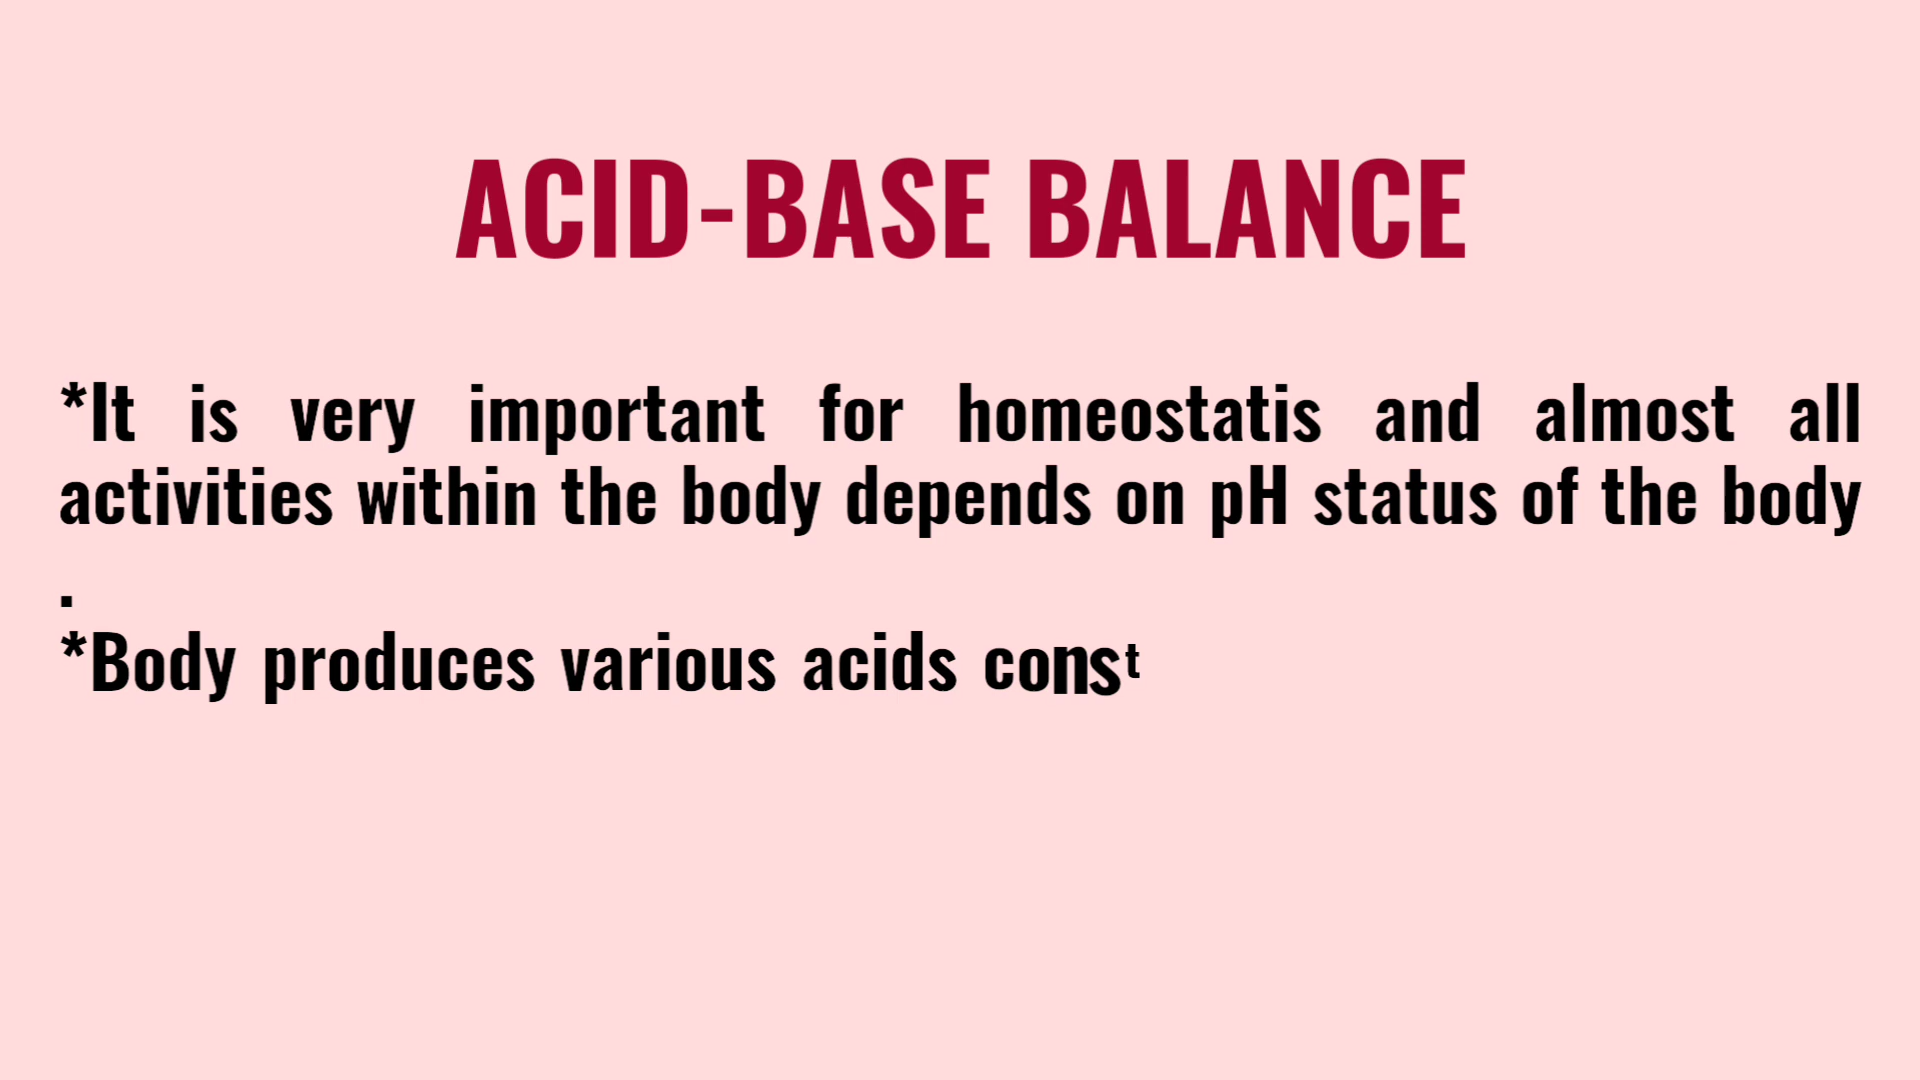 ACID-BASE BALANCE
*It is very important for homeostatis and almost all
activities within the body depends on pH status of the body
.
*Body produces various acids const